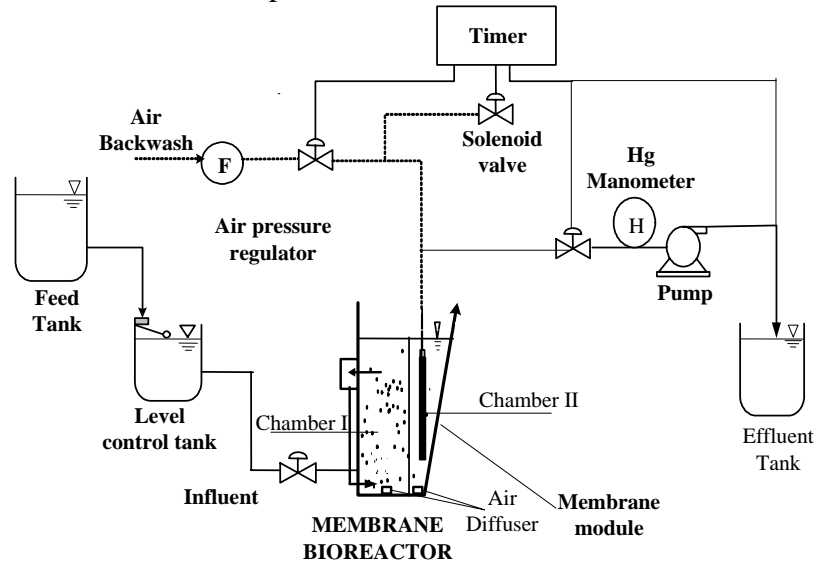 Timer
Air
Backwash
F
Solenoid
valve
Hg
Manometer
H
Air pressure
regulator
Pump
Feed
Tank
Level
control tank
Chamber I
Chamber II
Effluent
Tank
Influent
Air
Diffuser
Membrane
module
MEMBRANE
BIOREACTOR